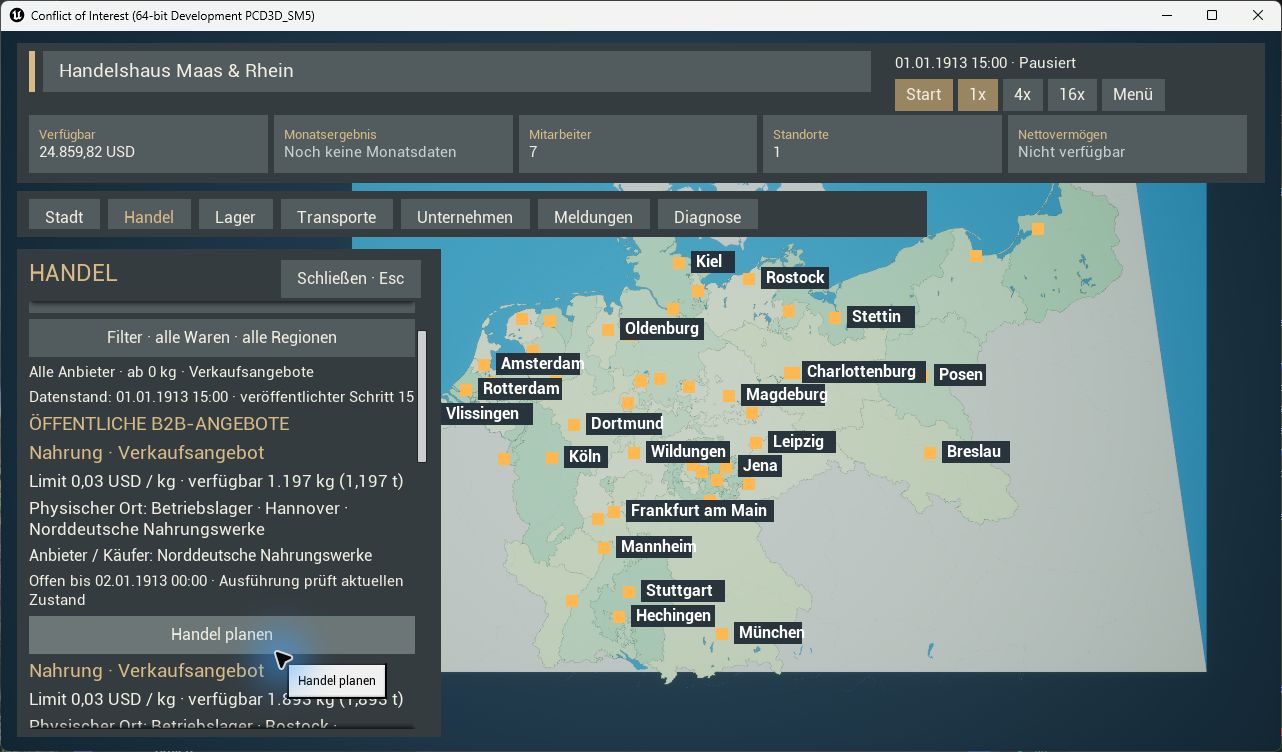 Conflict of Interest (64-bit Development PCD3D_SM5)
Handelshaus Maas & Rhein
01.01.1913 15:00 · Pausiert
Start
1x
4x
16x
Menü
Verfügbar
24.859,82 USD
Monatsergebnis
Noch keine Monatsdaten
Mitarbeiter
7
Standorte
1
Nettovermögen
Nicht verfügbar
Stadt
Handel
Lager
Transporte
Unternehmen
Meldungen
Diagnose
HANDEL
Schließen · Esc
Filter · alle Waren · alle Regionen
Alle Anbieter · ab 0 kg · Verkaufsangebote
Datenstand: 01.01.1913 15:00 · veröffentlichter Schritt 15
ÖFFENTLICHE B2B-ANGEBOTE
Nahrung · Verkaufsangebot
Limit 0,03 USD / kg · verfügbar 1.197 kg (1,197 t)
Physischer Ort: Betriebslager · Hannover ·
Norddeutsche Nahrungswerke
Anbieter / Käufer: Norddeutsche Nahrungswerke
Offen bis 02.01.1913 00:00 · Ausführung prüft aktuellen
Zustand
Handel planen
Handel planen
Nahrung · Verkaufsangebot
Limit 0,03 USD / kg · verfügbar 1.893 kg (1,893 t)
Physischer Ort: Betriebslager · Rostock ·
Kiel
Rostock
Stettin
Oldenburg
Amsterdam
Charlottenburg
Posen
Rotterdam
Magdeburg
Vlissingen
Dortmund
Leipzig
Wildungen
Breslau
Köln
Jena
Frankfurt am Main
Mannheim
Stuttgart
Hechingen
München